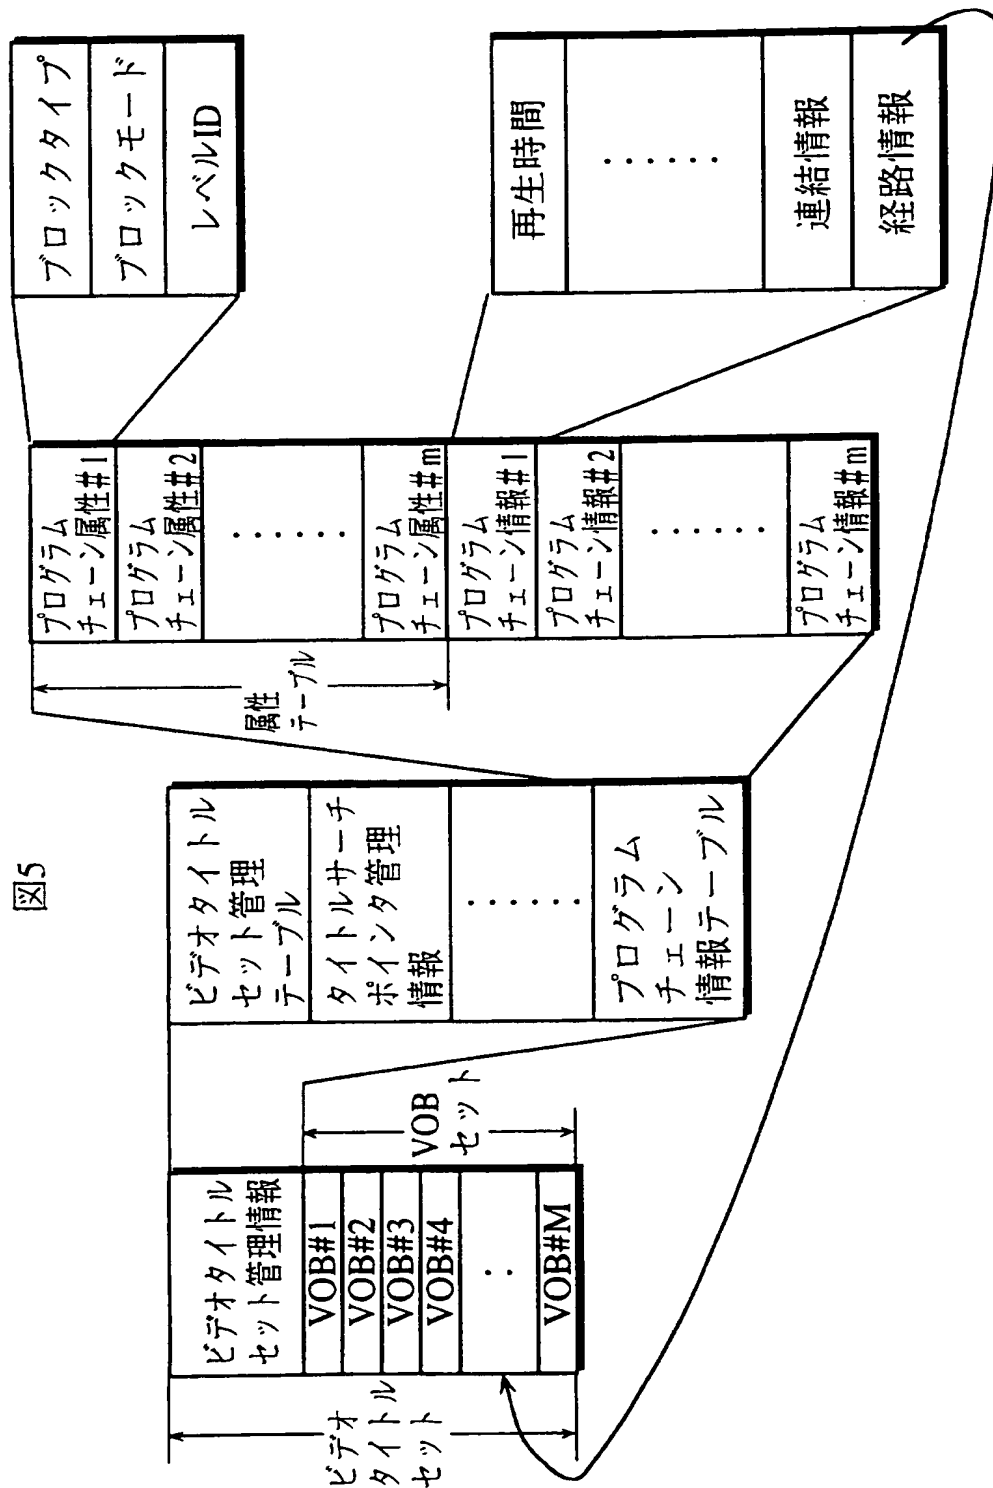 図5
ビデオ
タイトル
セット
ビデオタイトル
セット管理情報
VOB#1
VOB#2
VOB#3
VOB#4
：
VOB#M
VOB
セット
ビデオタイトル
セット管理
テーブル
タイトルサーチ
ポインタ管理
情報
・・・・・・
プログラム
チェーン
情報テーブル
属性
テーブル
プログラム
チェーン属性#1
プログラム
チェーン属性#2
・・・・・・
プログラム
チェーン属性#m
プログラム
チェーン情報#1
プログラム
チェーン情報#2
・・・・・・
プログラム
チェーン情報#m
ブロックタイプ
ブロックモード
レベルID
再生時間
・・・・・・
連結情報
経路情報